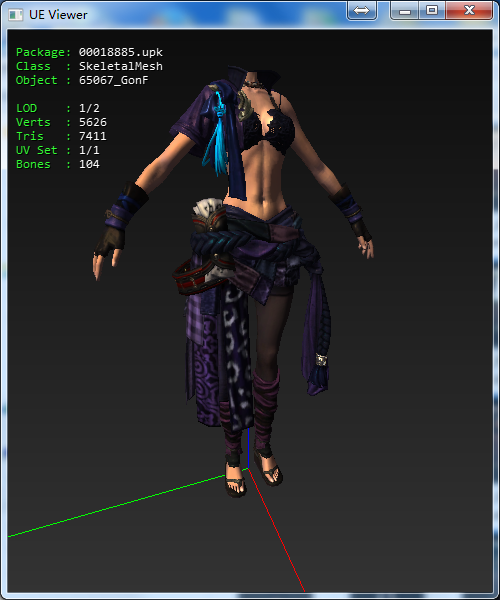 UE Viewer
Package: 00018885.upk
Class : SkeletalMesh
Object : 65067_GonF
LOD : 1/2
Verts : 5626
Tris : 7411
UV Set : 1/1
Bones : 104